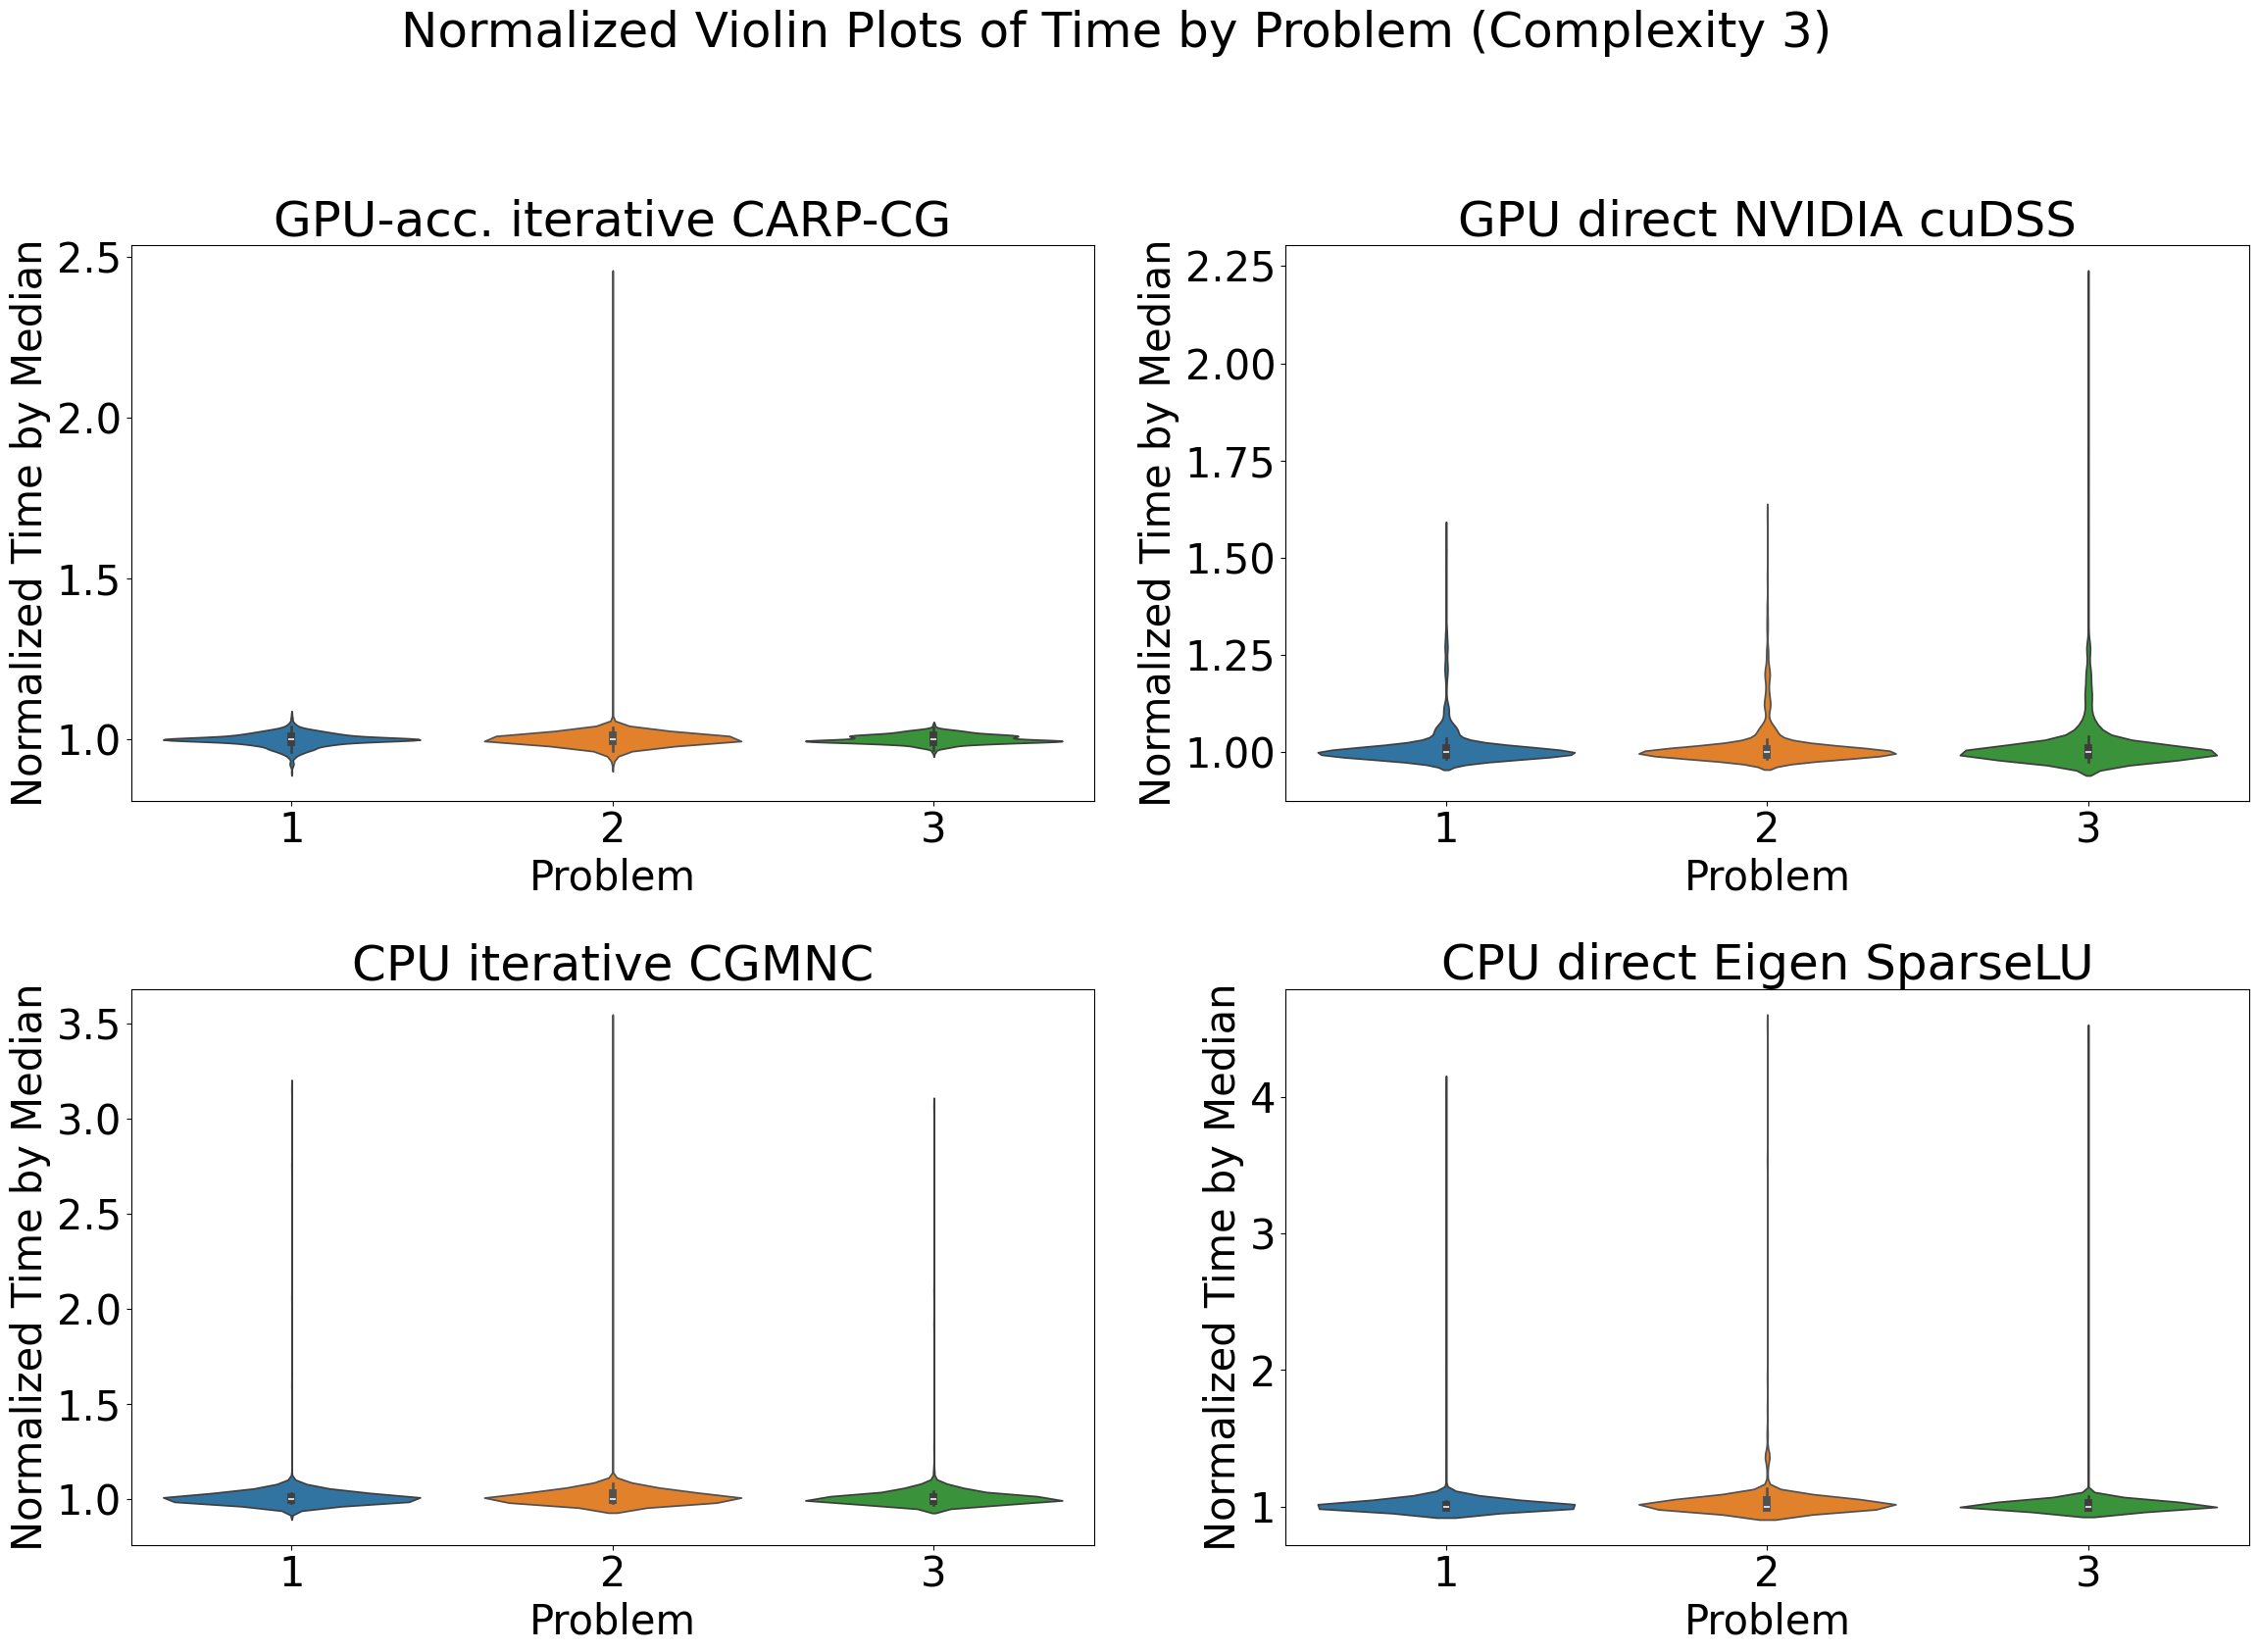 Normalized Violin Plots of Time by Problem (Complexity 3)
GPU-acc. iterative CARP-CG
Normalized Time by Median
2.5
2.0
1.5
1.0
1 2 3
Problem
GPU direct NVIDIA cuDSS
Normalized Time by Median
2.25
2.00
1.75
1.50
1.25
1.00
1 2 3
Problem
CPU iterative CGMNC
Normalized Time by Median
3.5
3.0
2.5
2.0
1.5
1.0
1 2 3
Problem
CPU direct Eigen SparseLU
Normalized Time by Median
4
3
2
1
1 2 3
Problem